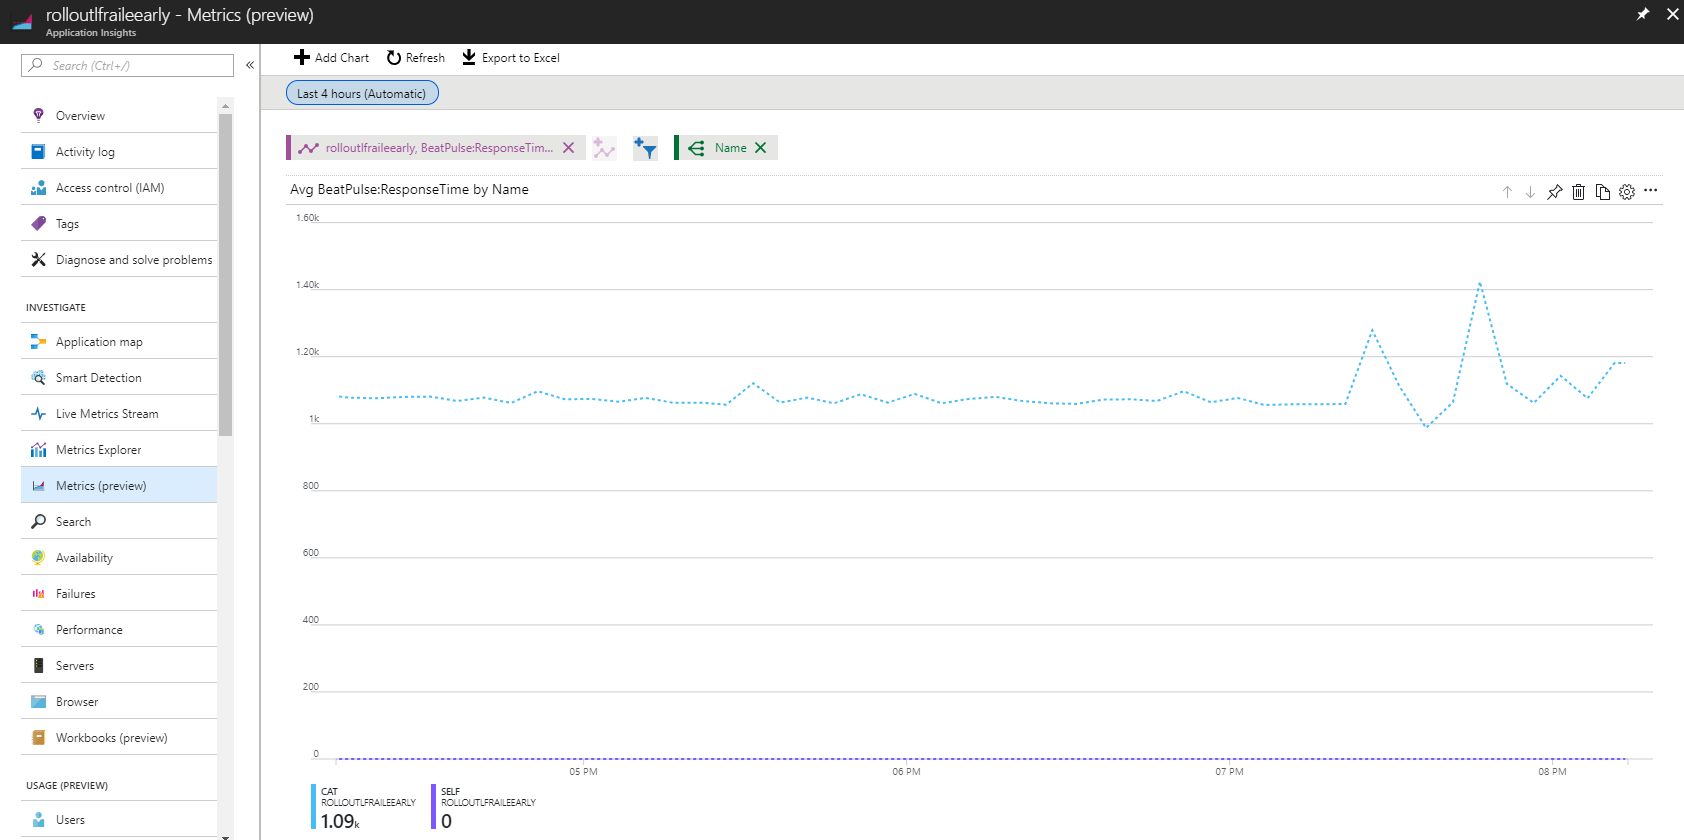 rolloutlfraileearly - Metrics (preview)
Application Insights
Search (Ctrl+/)
«
Overview
Activity log
Access control (IAM)
Tags
Diagnose and solve problems
INVESTIGATE
Application map
Smart Detection
Live Metrics Stream
Metrics Explorer
Metrics (preview)
Search
Availability
Failures
Performance
Servers
Browser
Workbooks (preview)
USAGE (PREVIEW)
Users
Add Chart Refresh Export to Excel
Last 4 hours (Automatic)
rolloutlfraileearly, BeatPulse:ResponseTim... Name
Avg BeatPulse:ResponseTime by Name
1.60k
1.40k
1.20k
1k
800
600
400
200
0
05 PM 06 PM 07 PM 08 PM
CAT
ROLLOUTLFRAILEEARLY
1.09k
SELF
ROLLOUTLFRAILEEARLY
0